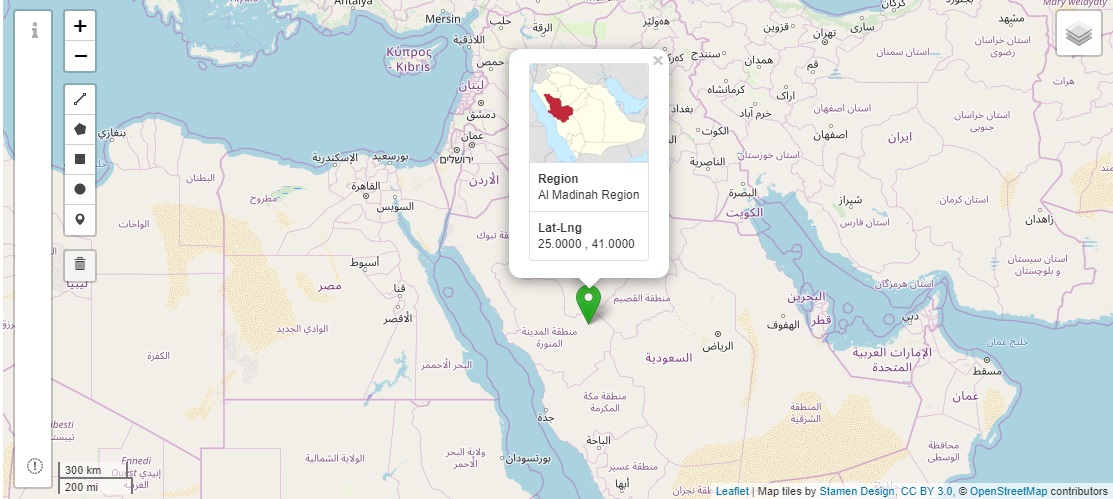 Antalya
Mersin
حلب
الرقة
هەولێر
سنندج
قزوین
تهران
ساری
گرگان
مشهد
Mary welaýaty
استان خراسان
رضوی
استان سمنان
همدان
قم
اللاذقية
Κύπρος
- Kıbrıs
حمص
لبنان
دمشق
كرمانشاه
اراک
خرم آباد
استان اصفهان
اصفهان
استان خراسان
جنوبی
هرات
ایران
بغداد
الكوت
الناصرية
استان خوزستان
البصرة
الكويت
شیراز
استان فارس
استان کرمان
زاهدان
استان سیستان
و بلوچستان
استان هرمزگان
بنغازي
الإسكندرية
بورسعيد
القاهرة
السويس
عمان
ירושלים
الأردن
مطروح
البطنان
الواحات
منطقة تبوك
ليبيا
مصر
أسيوط
قنا
الأقصر
الوادي الجديد
الكفرة
البحر الأحممر
+
−
×
Region
Al Madinah Region
Lat-Lng
25.0000 , 41.0000
منطقة القصيم
منطقة المدينة
المنورة
السعودية
الرياض
الهفوف
البحرين
قطر
دبي
الإمارات العربية
المتحدة
خليج عمان
مسقط
عمان
منطقة مكة
المكرمة
جدة
الباحة
منطقة عسير
أبها
منطقة نجران
المنطقة
الشرقية
محافظة
الوسطى
ولاية البحر
الأحمر
بورتسودان
الولاية الشمالية
ibesti
تيبستي
Ennedi
Ouest إنيدي
الغربية
300 km
200 mi
Leaflet | Map tiles by Stamen Design, CC BY 3.0, © OpenStreetMap contributors